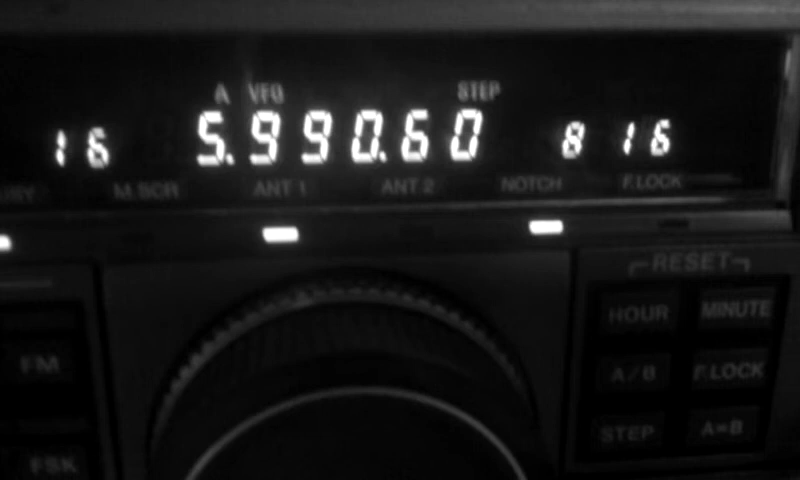 A VFO STEP
16 5.990.60 8 16
M.SCR ANT 1 ANT 2 NOTCH F.LOCK
RESET
HOUR MINUTE
FM A/B F.LOCK
STEP A=B
FSK